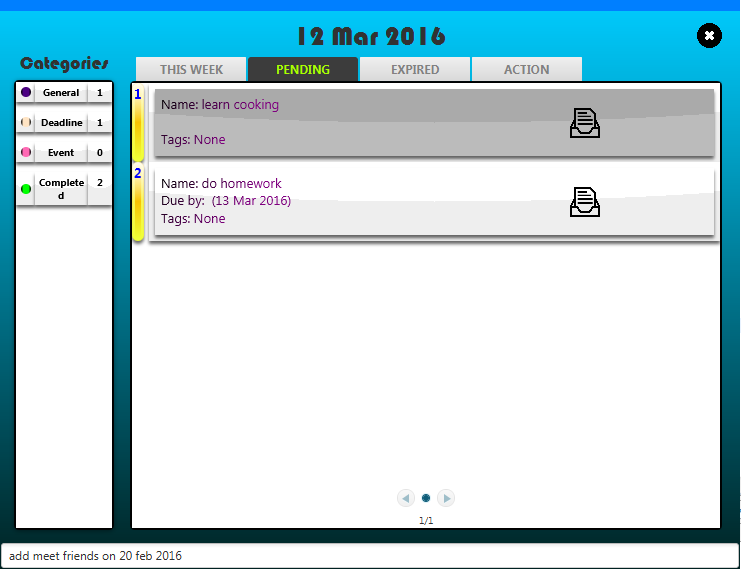 12 Mar 2016
Categories
THIS WEEK
PENDING
EXPIRED
ACTION
General 1
Deadline 1
Event 0
Complete
d 2
1
Name: learn cooking
Tags: None
2
Name: do homework
Due by: (13 Mar 2016)
Tags: None
1/1
add meet friends on 20 feb 2016